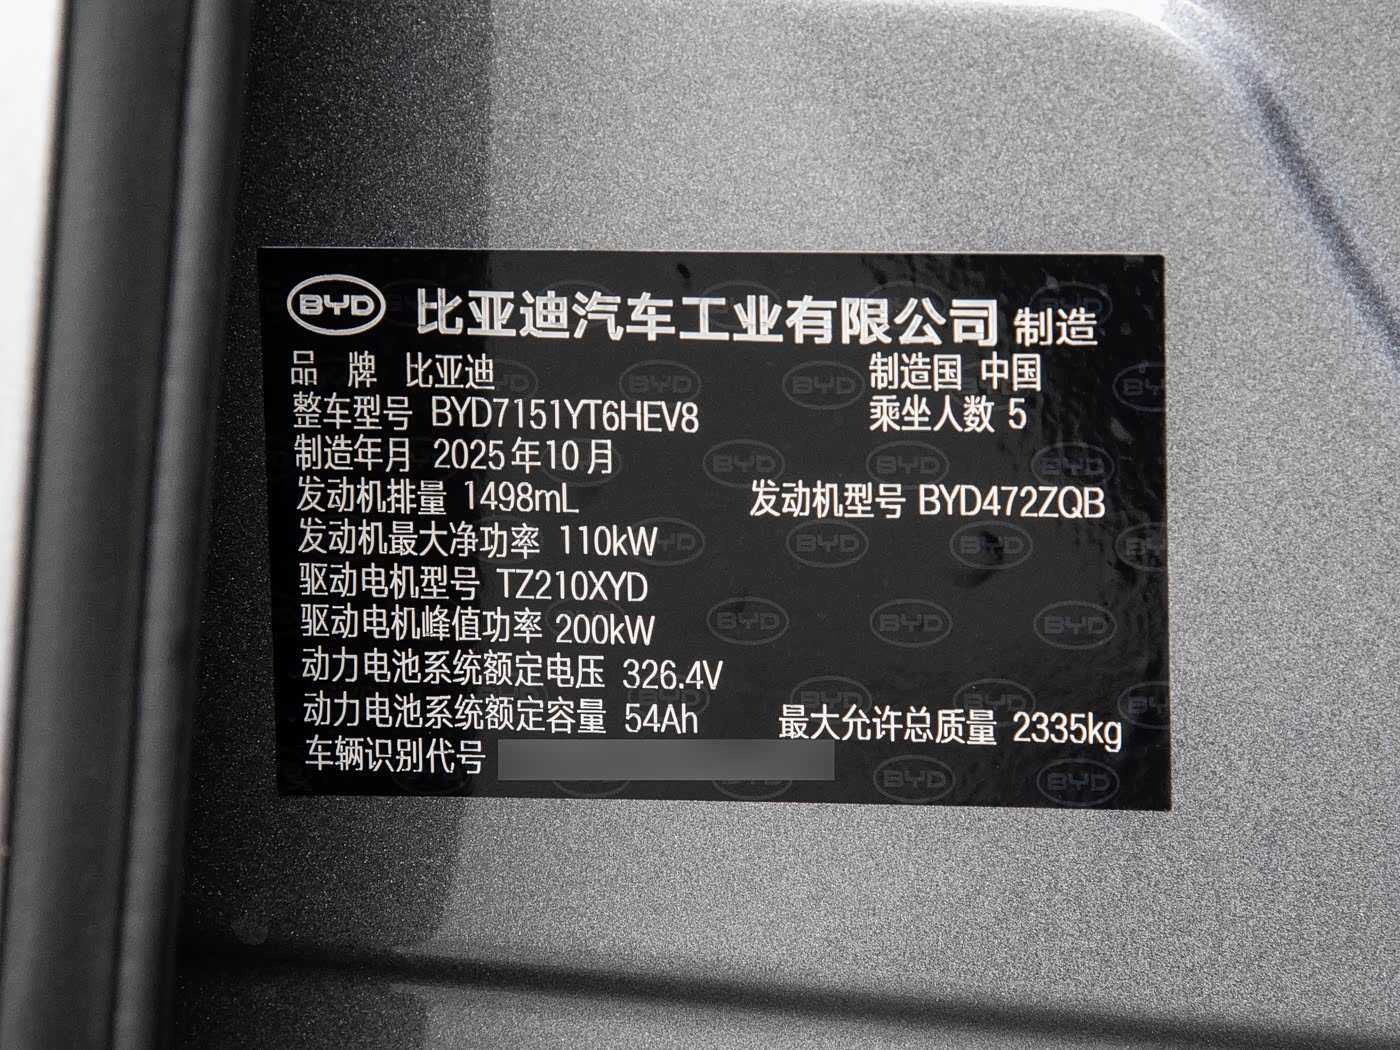 BYD 比亚迪汽车工业有限公司 制造
品 牌 比亚迪 制造国 中国
整车型号 BYD7151YT6HEV8 乘坐人数 5
制造年月 2025年10月
发动机排量 1498mL 发动机型号 BYD472ZQB
发动机最大净功率 110kW
驱动电机型号 TZ210XYD
驱动电机峰值功率 200kW
动力电池系统额定电压 326.4V
动力电池系统额定容量 54Ah 最大允许总质量 2335kg
车辆识别代号